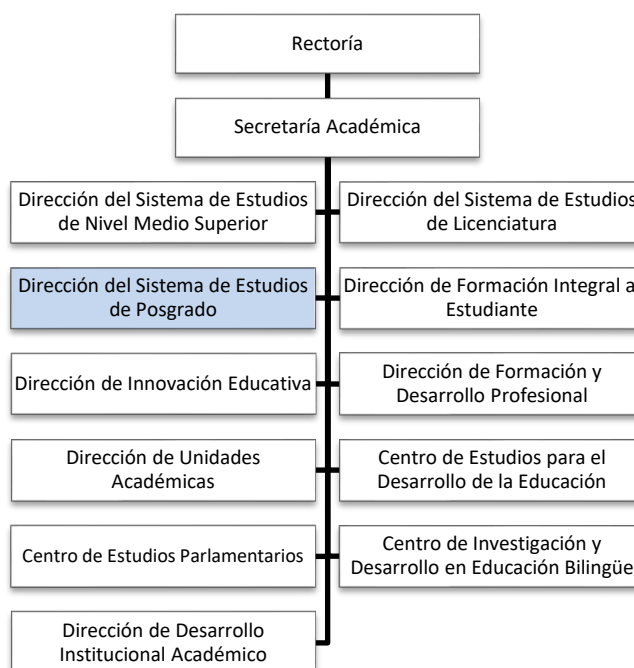 Rectoría
Secretaría Académica
Dirección del Sistema de Estudios
de Nivel Medio Superior
Dirección del Sistema de Estudios
de Licenciatura
Dirección del Sistema de Estudios
de Posgrado
Dirección de Formación Integral a
Estudiante
Dirección de Innovación Educativa
Dirección de Formación y
Desarrollo Profesional
Dirección de Unidades
Académicas
Centro de Estudios para el
Desarrollo de la Educación
Centro de Estudios Parlamentarios
Centro de Investigación y
Desarrollo en Educación Bilingüe
Dirección de Desarrollo
Institucional Académico